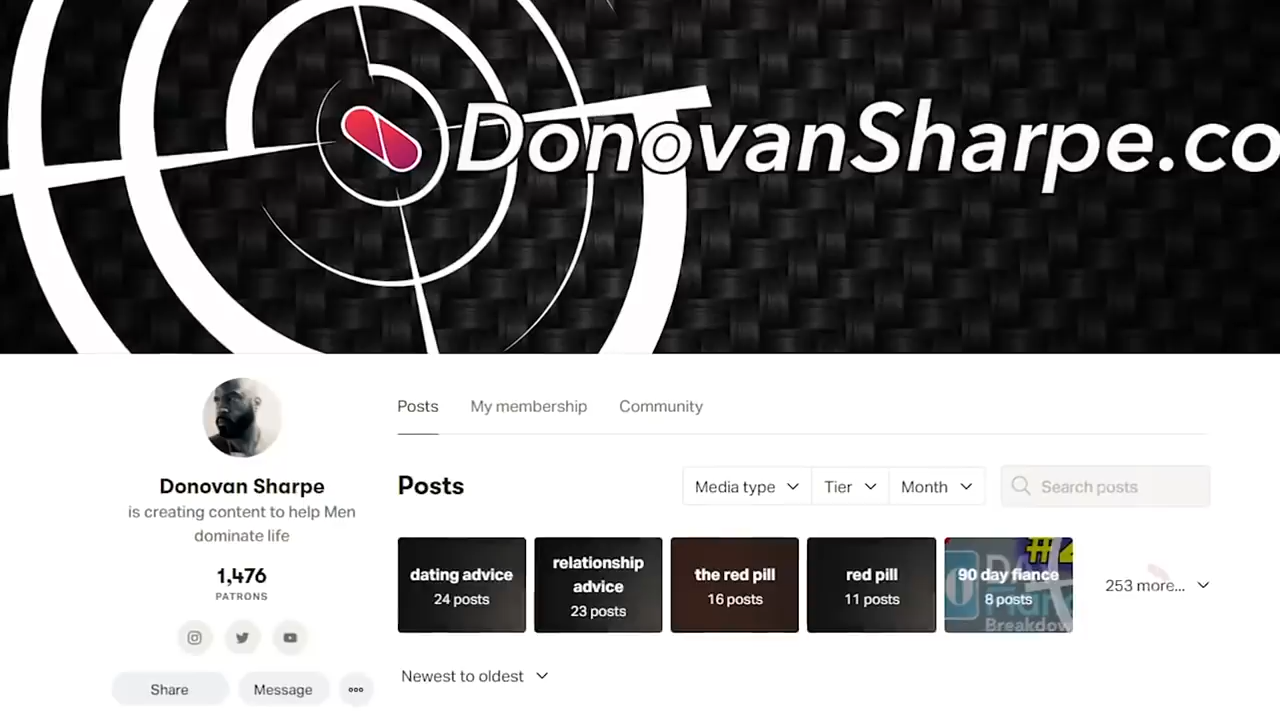 DonovanSharpe.co
Posts
My membership
Community
Donovan Sharpe
is creating content to help Men
dominate life
1,476
PATRONS
Share
Message
Posts
Media type
Tier
Month
Search posts
dating advice
24 posts
relationship
advice
23 posts
the red pill
16 posts
red pill
11 posts
90 day fiance
8 posts
Breakdow
253 more...
Newest to oldest